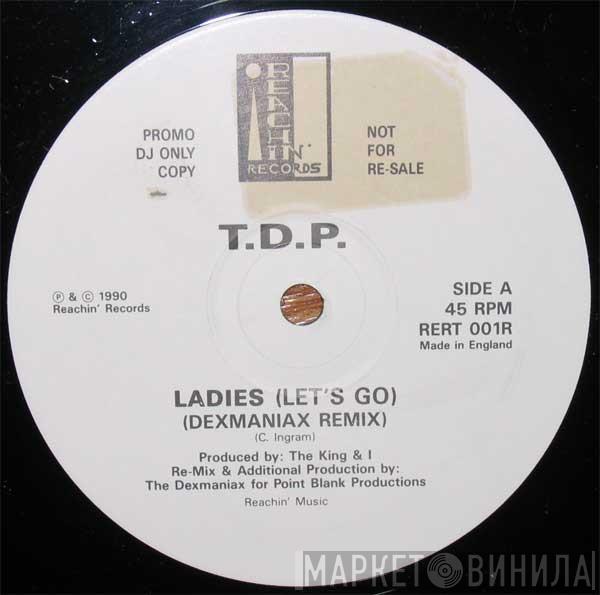 REACHIN'
RECORDS
PROMO
DJ ONLY
COPY
NOT
FOR
RE-SALE
T.D.P.
℗ & © 1990
Reachin' Records
SIDE A
45 RPM
RERT 001R
Made in England
LADIES (LET'S GO)
(DEXMANIAX REMIX)
(C. Ingram)
Produced by: The King & I
Re-Mix & Additional Production by:
The Dexmaniax for Point Blank Productions
Reachin' Music
МАРКЕТ ВИНИЛА